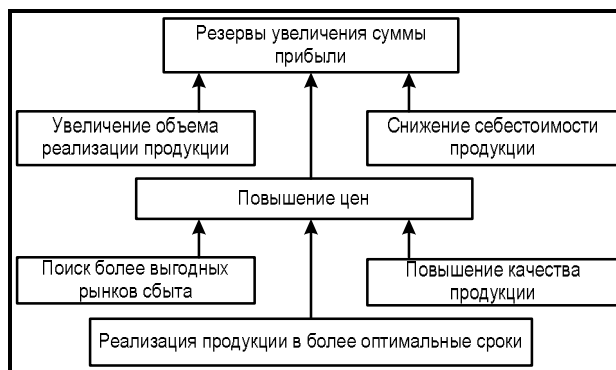 Резервы увеличения суммы
прибыли
Увеличение объема
реализации продукции
Снижение себестоимости
продукции
Повышение цен
Поиск более выгодных
рынков сбыта
Повышение качества
продукции
Реализация продукции в более оптимальные сроки